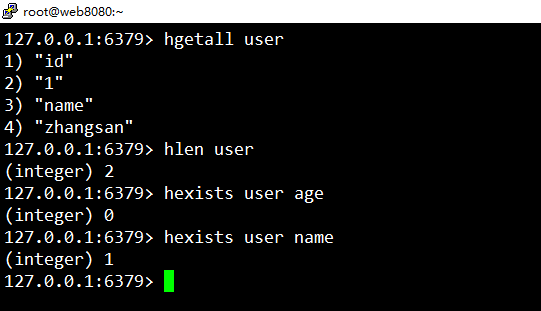 root@web8080:~
127.0.0.1:6379> hgetall user
1) "id"
2) "1"
3) "name"
4) "zhangsan"
127.0.0.1:6379> hlen user
(integer) 2
127.0.0.1:6379> hexists user age
(integer) 0
127.0.0.1:6379> hexists user name
(integer) 1
127.0.0.1:6379>